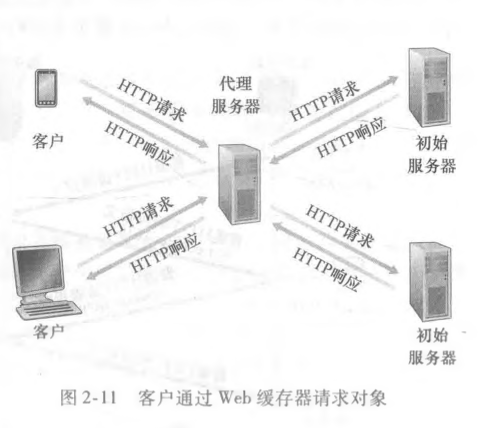 HTTP请求
HTTP响应
客户
代理
服务器
HTTP请求
HTTP响应
初始
服务器
HTTP请求
HTTP响应
客户
HTTP请求
HTTP响应
初始
服务器
图 2-11 客户通过 Web 缓存器请求对象